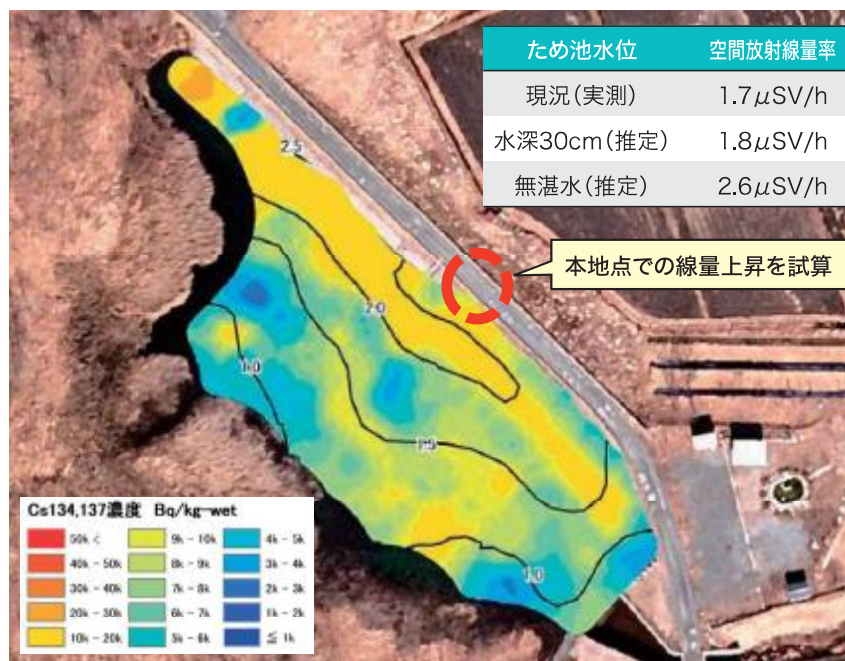 ため池水位 空間放射線量率
現況(実測) 1.7μSV/h
水深30cm(推定) 1.8μSV/h
無湛水(推定) 2.6μSV/h
本地点での線量上昇を試算
2.5
2.0
1.0
1.5
1.0
Cs134,137濃度 Bq/kg-wet
50k < 9k - 10k 4k - 5k
40k - 50k 8k - 9k 3k - 4k
30k - 40k 7k - 8k 2k - 3k
20k - 30k 6k - 7k 1k - 2k
10k - 20k 5k - 6k ≦ 1k